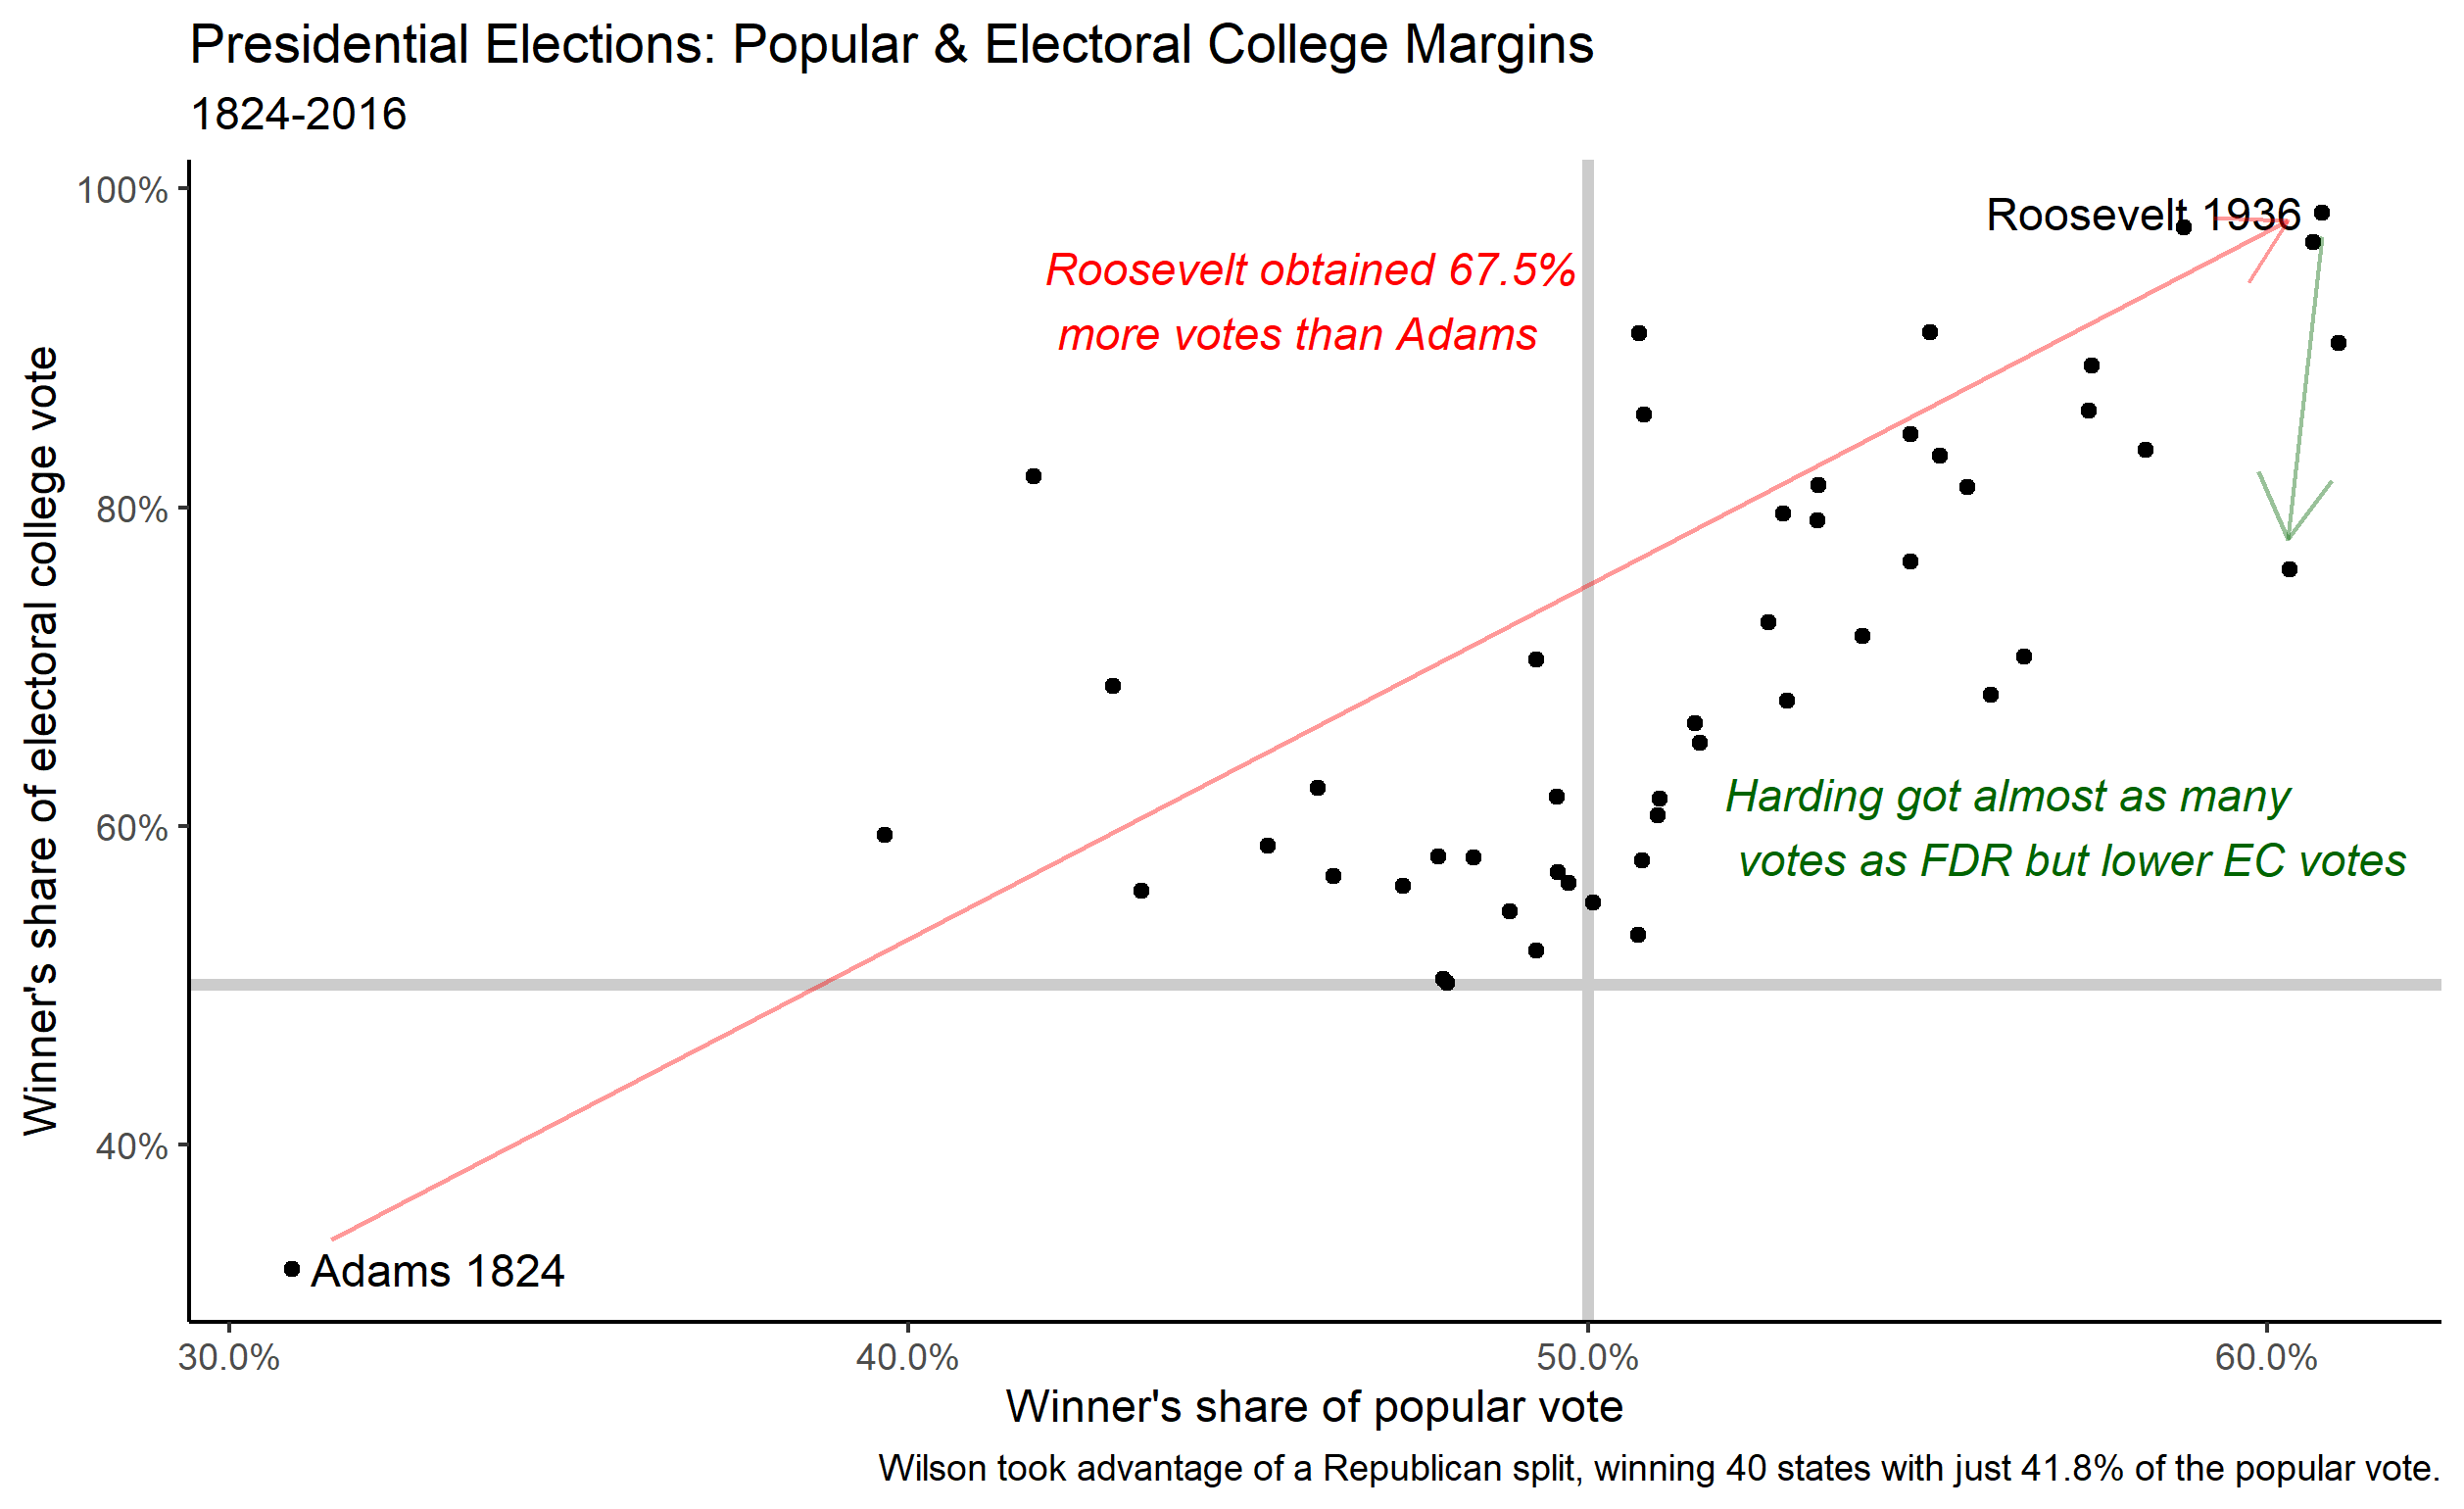 Presidential Elections: Popular & Electoral College Margins
1824-2016
Winner's share of electoral college vote
100%
80%
60%
40%
Roosevelt 1936
Roosevelt obtained 67.5%
more votes than Adams
Harding got almost as many
votes as FDR but lower EC votes
Adams 1824
30.0%
40.0%
50.0%
60.0%
Winner's share of popular vote
Wilson took advantage of a Republican split, winning 40 states with just 41.8% of the popular vote.